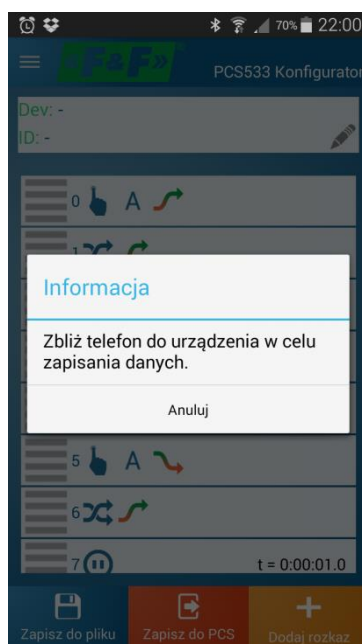 70% 22:00
F&F»
PCS533 Konfigurator
Dev: -
ID: -
0 A
1
Informacja
Zbliż telefon do urządzenia w celu
zapisania danych.
Anuluj
5 A
6
7 t = 0:00:01.0
Zapisz do pliku Zapisz do PCS Dodaj rozkaz